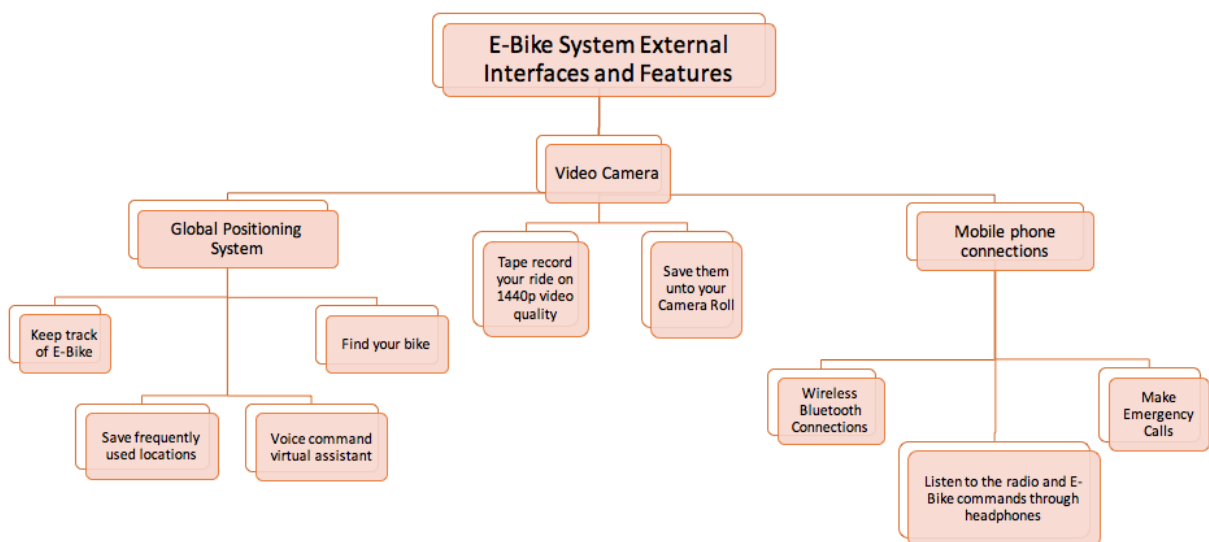 E-Bike System External
Interfaces and Features
Video Camera
Global Positioning
System
Tape record
your ride on
1440p video
quality
Save them
unto your
Camera Roll
Mobile phone
connections
Keep track
of E-Bike
Find your bike
Save frequently
used locations
Voice command
virtual assistant
Wireless
Bluetooth
Connections
Listen to the radio and E-
Bike commands through
headphones
Make
Emergency
Calls